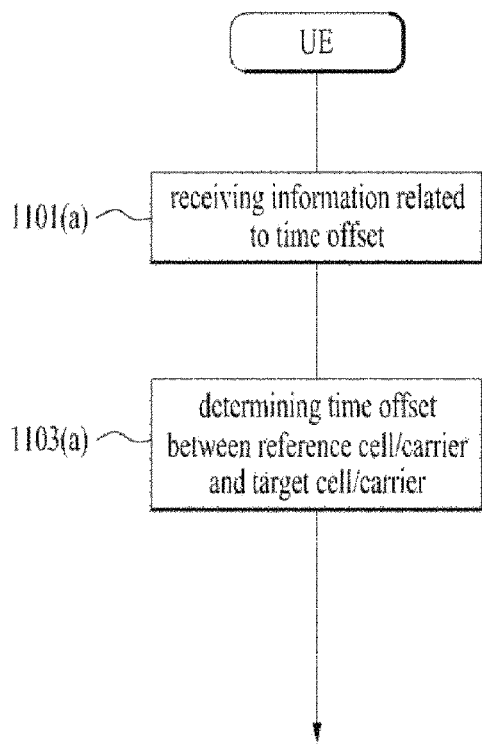 UE
1101(a)
receiving information related
to time offset
1103(a)
determining time offset
between reference cell/carrier
and target cell/carrier